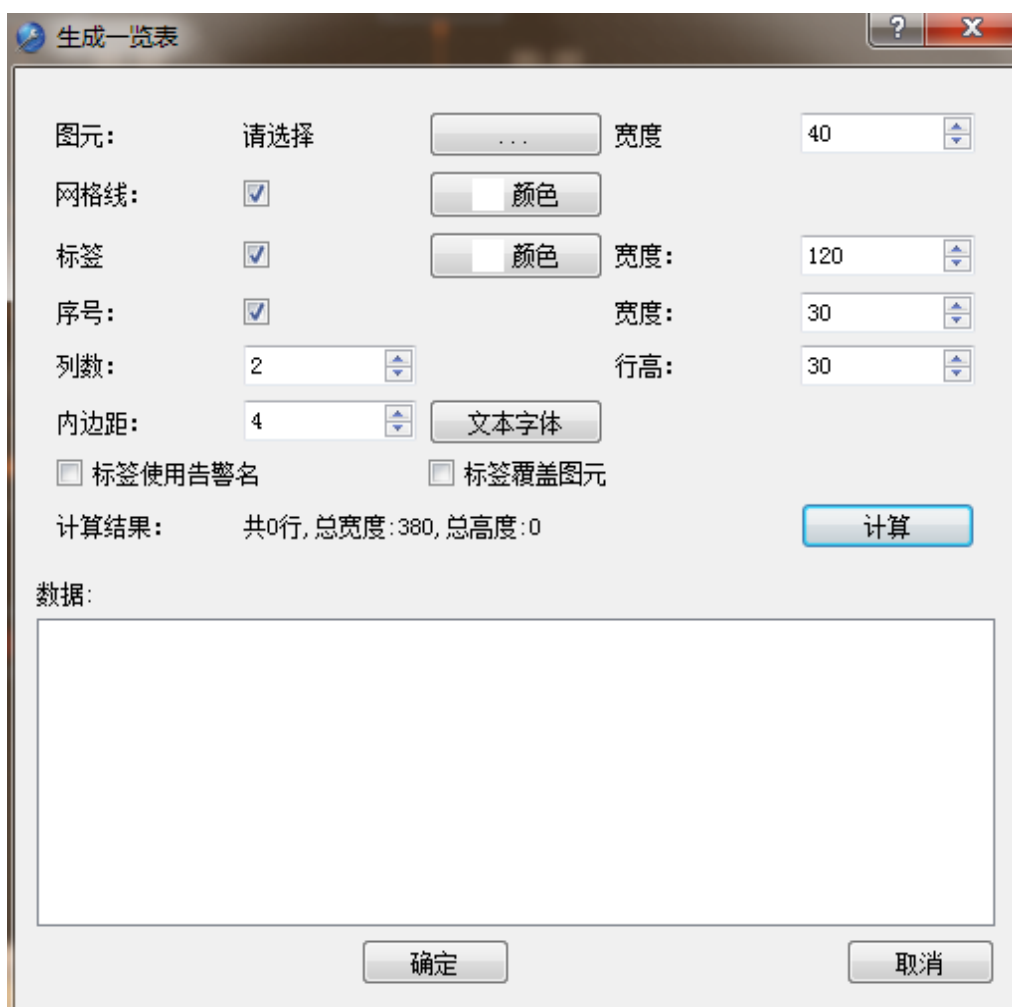 生成一览表
图元: 请选择 ... 宽度 40
网格线: 颜色
标签 颜色 宽度: 120
序号: 宽度: 30
列数: 2 行高: 30
内边距: 4 文本字体
标签使用告警名 标签覆盖图元
计算结果: 共0行,总宽度:380,总高度:0 计算
数据:
确定 取消